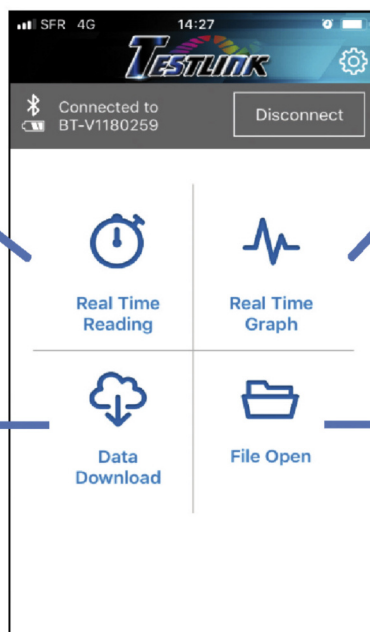 SFR 4G 14:27
TESTLINK
Connected to
BT-V1180259
Disconnect
Real Time
Reading
Real Time
Graph
Data
Download
File Open